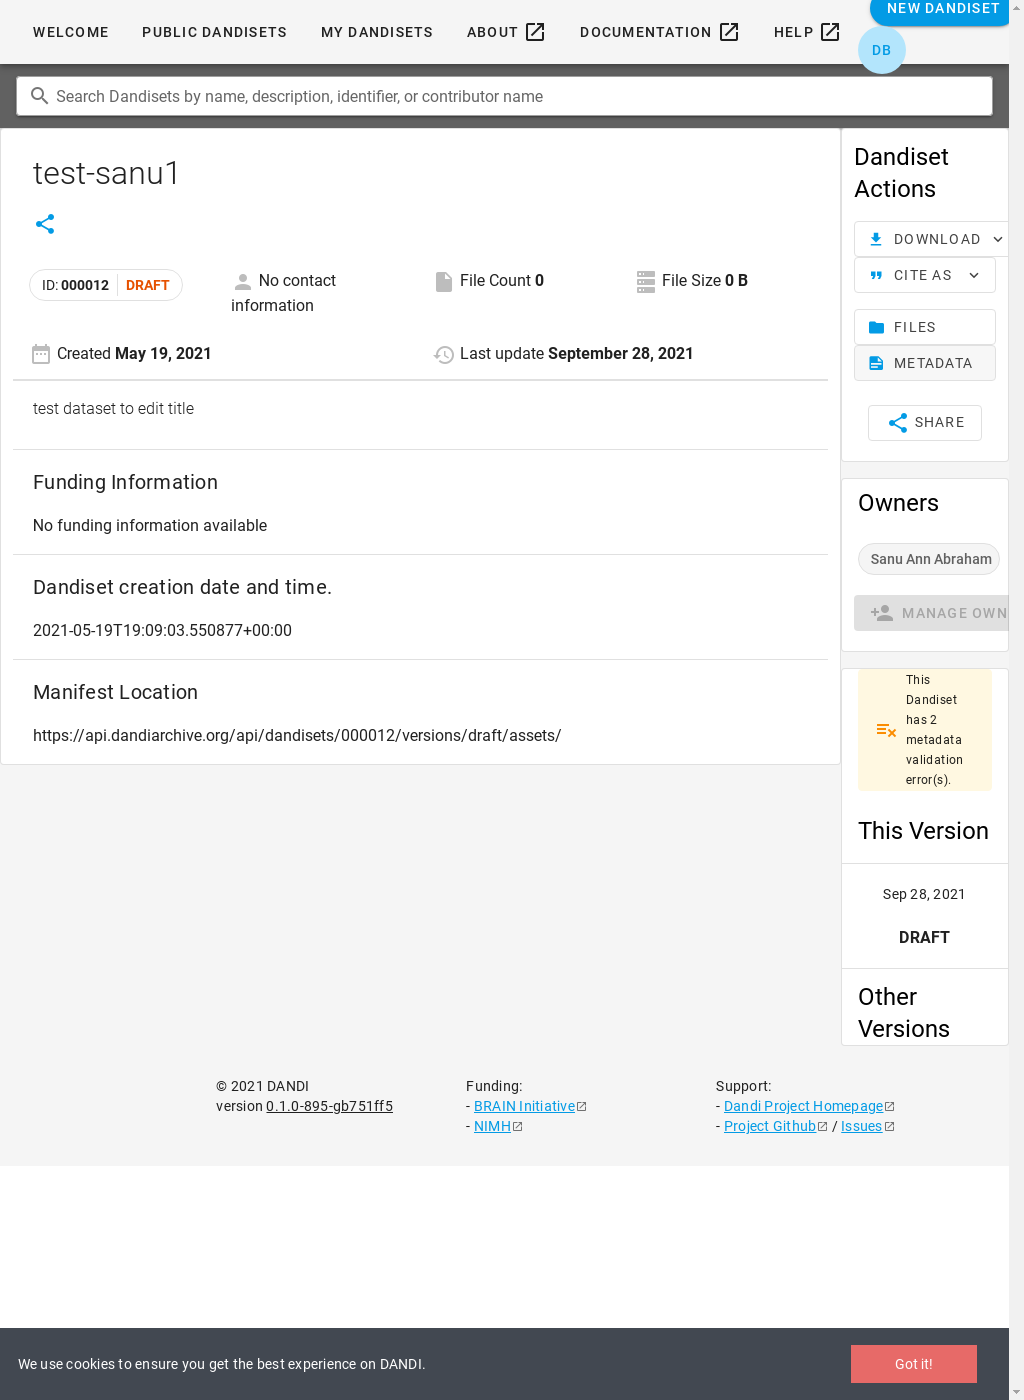 WELCOME
PUBLIC DANDISETS
MY DANDISETS
ABOUT
DOCUMENTATION
HELP
NEW DANDISET
DB
Search Dandisets by name, description, identifier, or contributor name
test-sanu1
ID: 000012 DRAFT
No contact
information
File Count 0
File Size 0 B
Created May 19, 2021
Last update September 28, 2021
test dataset to edit title
Funding Information
No funding information available
Dandiset creation date and time.
2021-05-19T19:09:03.550877+00:00
Manifest Location
https://api.dandiarchive.org/api/dandisets/000012/versions/draft/assets/
Dandiset
Actions
DOWNLOAD
CITE AS
FILES
METADATA
SHARE
Owners
Sanu Ann Abraham
MANAGE OWN
This
Dandiset
has 2
metadata
validation
error(s).
This Version
Sep 28, 2021
DRAFT
Other
Versions
© 2021 DANDI
version 0.1.0-895-gb751ff5
Funding:
- BRAIN Initiative
- NIMH
Support:
- Dandi Project Homepage
- Project Github / Issues
We use cookies to ensure you get the best experience on DANDI.
Got it!